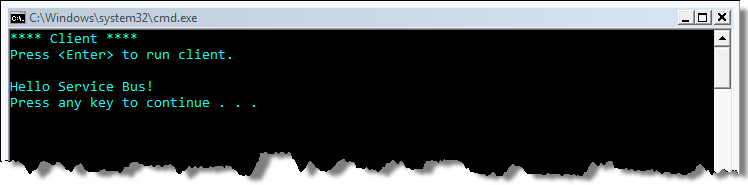 C:\Windows\system32\cmd.exe
**** Client ****
Press <Enter> to run client.
Hello Service Bus!
Press any key to continue . . .